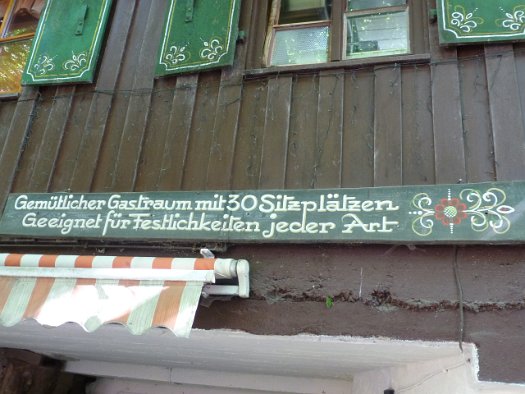 Gemütlicher Gastraum mit 30 Sitzplätzen
Geeignet für Festlichkeiten jeder Art